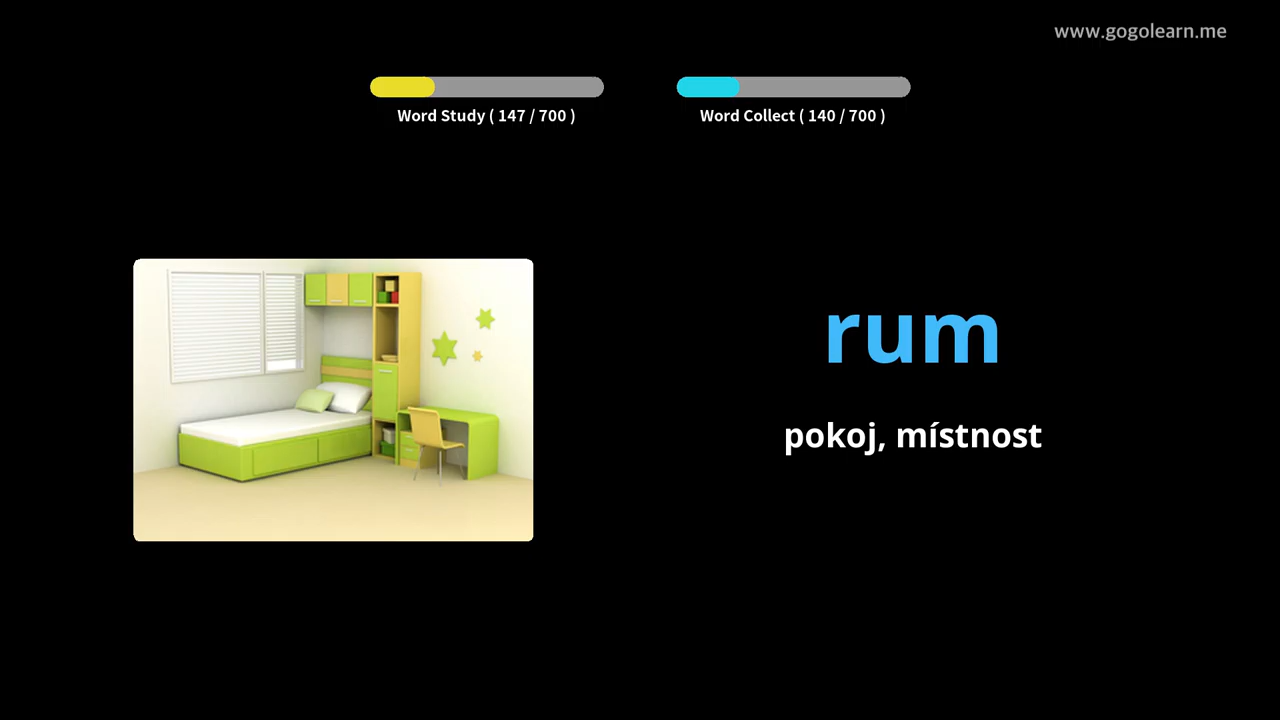 www.gogolearn.me
Word Study ( 147 / 700 )
Word Collect ( 140 / 700 )
rum
pokoj, místnost